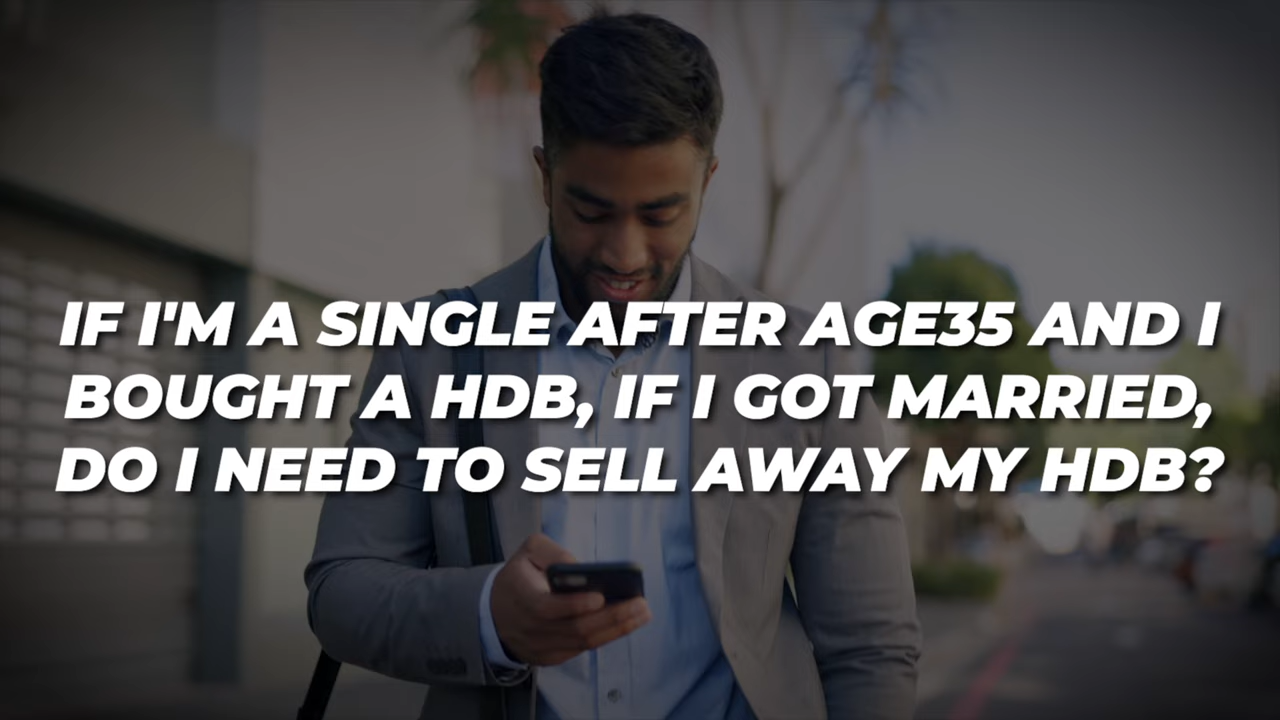 IF I'M A SINGLE AFTER AGE35 AND I
BOUGHT A HDB, IF I GOT MARRIED,
DO I NEED TO SELL AWAY MY HDB?